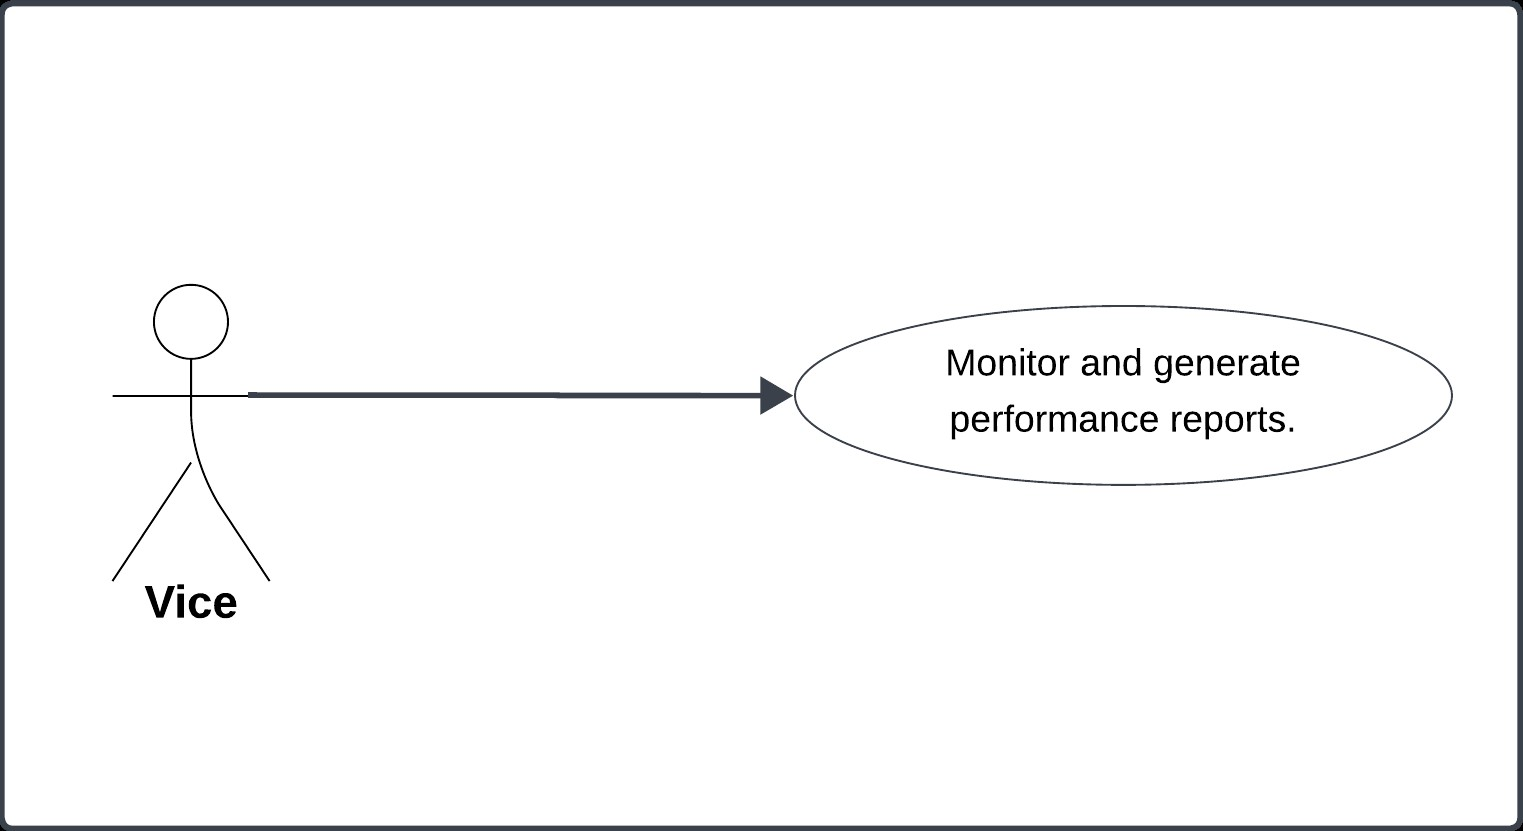 Monitor and generate
performance reports.
Vice